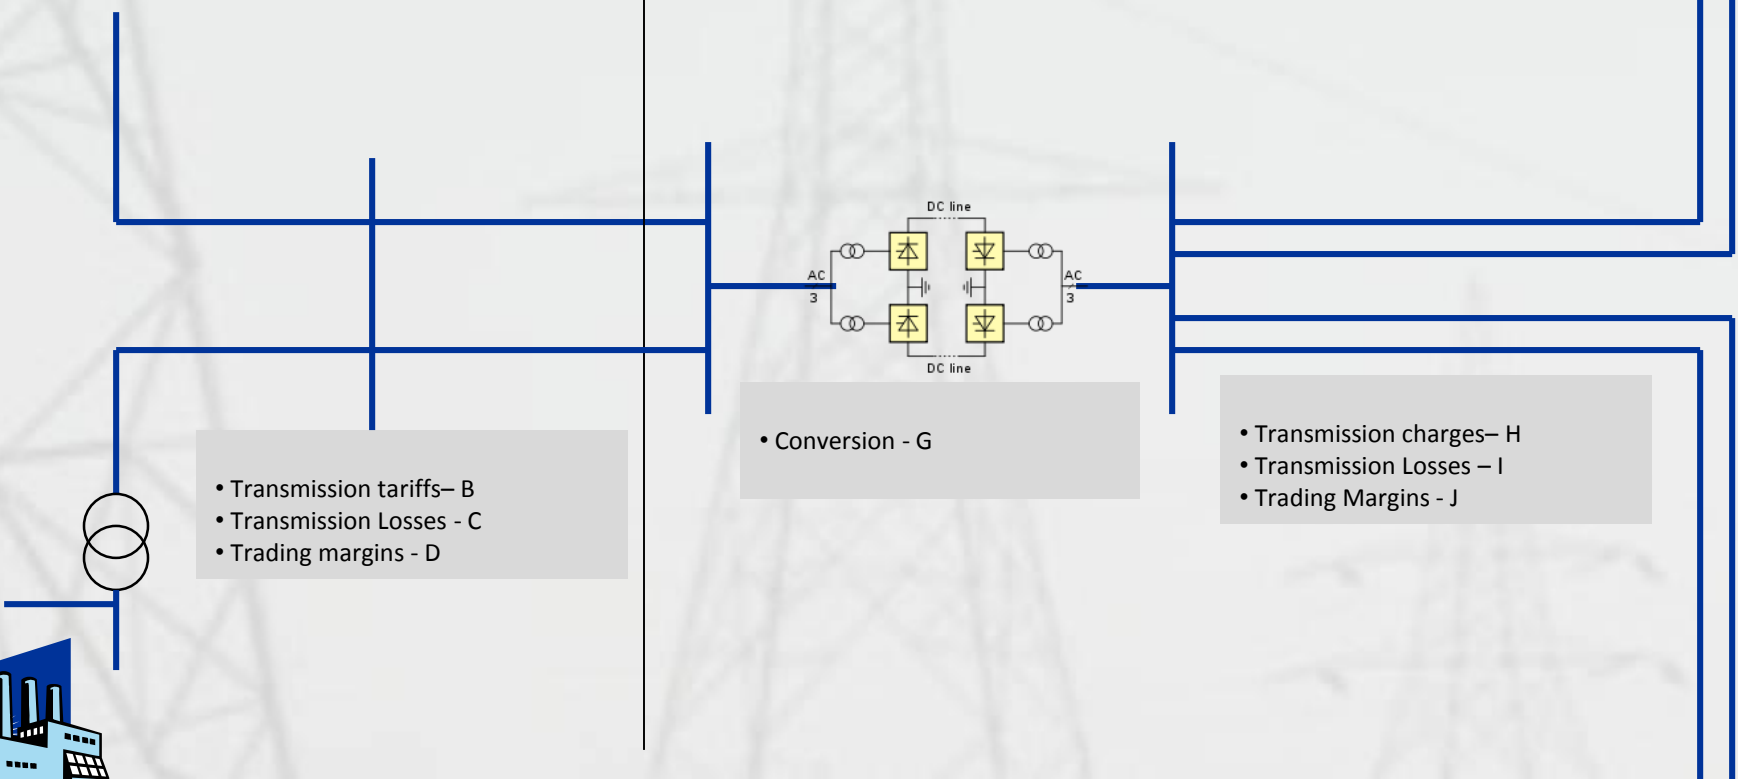 DC line
AC
3
AC
3
DC line
• Transmission tariffs– B
• Transmission Losses - C
• Trading margins - D
• Conversion - G
• Transmission charges– H
• Transmission Losses – I
• Trading Margins - J